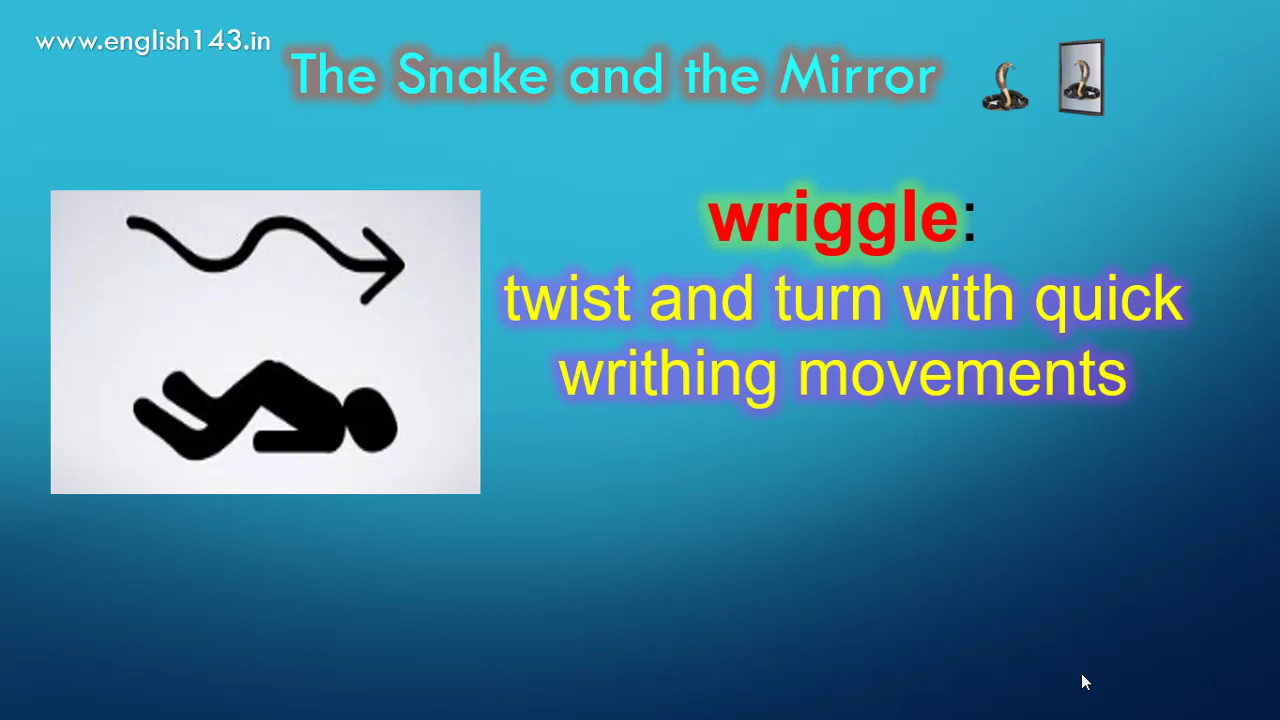 www.english143.in
The Snake and the Mirror
wriggle:
twist and turn with quick
writhing movements